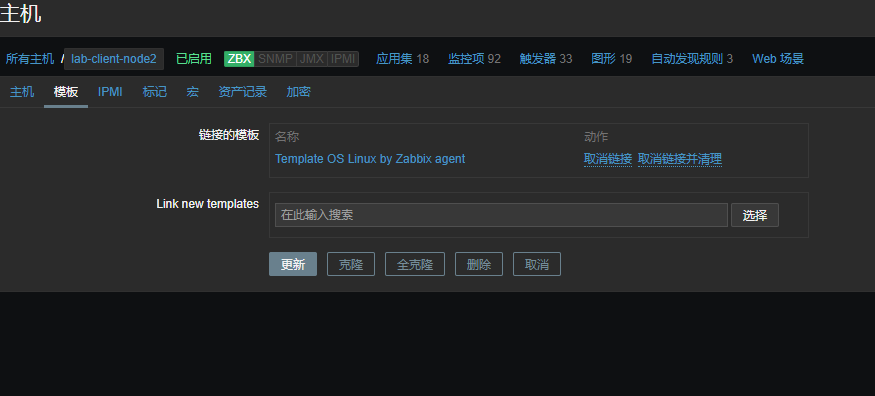 主机
所有主机 / lab-client-node2 已启用 ZBX SNMP JMX IPMI 应用集 18 监控项 92 触发器 33 图形 19 自动发现规则 3 Web 场景
主机 模板 IPMI 标记 宏 资产记录 加密
链接的模板 名称 动作
Template OS Linux by Zabbix agent 取消链接 取消链接并清理
Link new templates 在此输入搜索 选择
更新 克隆 全克隆 删除 取消